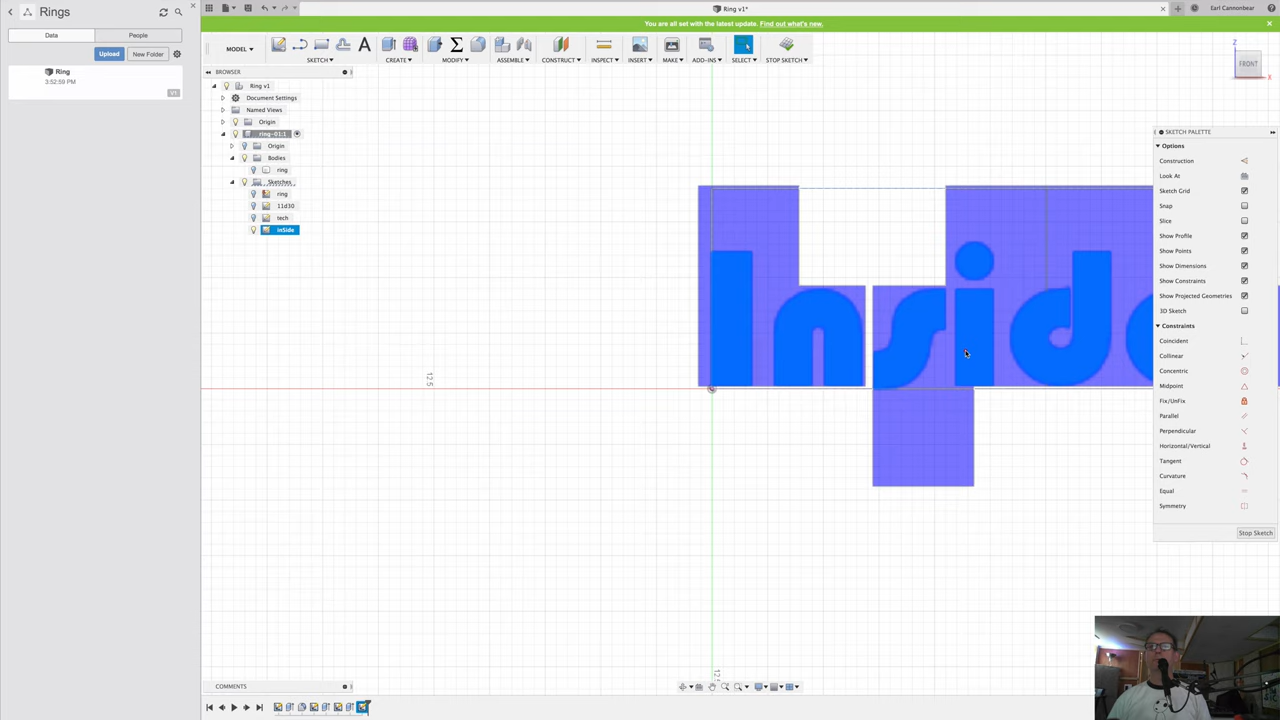 Rings
Ring v1*
Earl Cannonbear
You are all set with the latest update. Find out what's new.
Data
People
Upload
New Folder
Ring
3:52:59 PM
V1
MODEL
SKETCH
CREATE
MODIFY
ASSEMBLE
CONSTRUCT
INSPECT
INSERT
MAKE
ADD-INS
SELECT
STOP SKETCH
BROWSER
Ring v1
Document Settings
Named Views
Origin
ring-01:1
Origin
Bodies
ring
Sketches
ring
11d30
tech
inSide
Z
FRONT
X
Insid
12.5
SKETCH PALETTE
Options
Construction
Look At
Sketch Grid
Snap
Slice
Show Profile
Show Points
Show Dimensions
Show Constraints
Show Projected Geometries
3D Sketch
Constraints
Coincident
Collinear
Concentric
Midpoint
Fix/UnFix
Parallel
Perpendicular
Horizontal/Vertical
Tangent
Curvature
Equal
Symmetry
Stop Sketch
COMMENTS